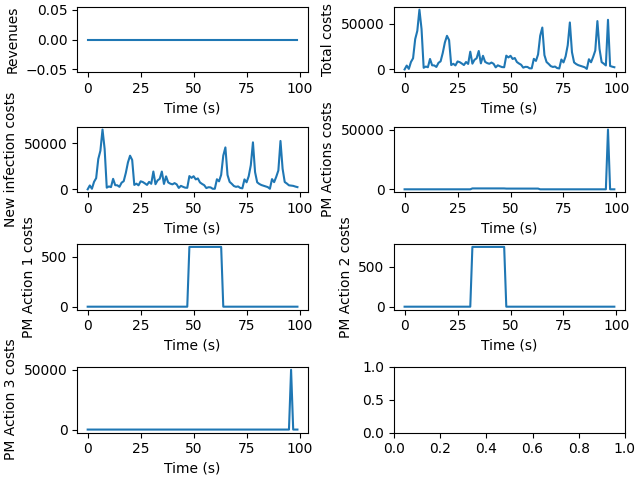 Revenues
0.05
0.00
−0.05
0 25 50 75 100
Time (s)
Total costs
50000
0
0 25 50 75 100
Time (s)
New infection costs
50000
0
0 25 50 75 100
Time (s)
PM Actions costs
50000
0
0 25 50 75 100
Time (s)
PM Action 1 costs
500
0
0 25 50 75 100
Time (s)
PM Action 2 costs
500
0
0 25 50 75 100
Time (s)
PM Action 3 costs
50000
0
0 25 50 75 100
Time (s)
1.0
0.5
0.0
0.0 0.2 0.4 0.6 0.8 1.0